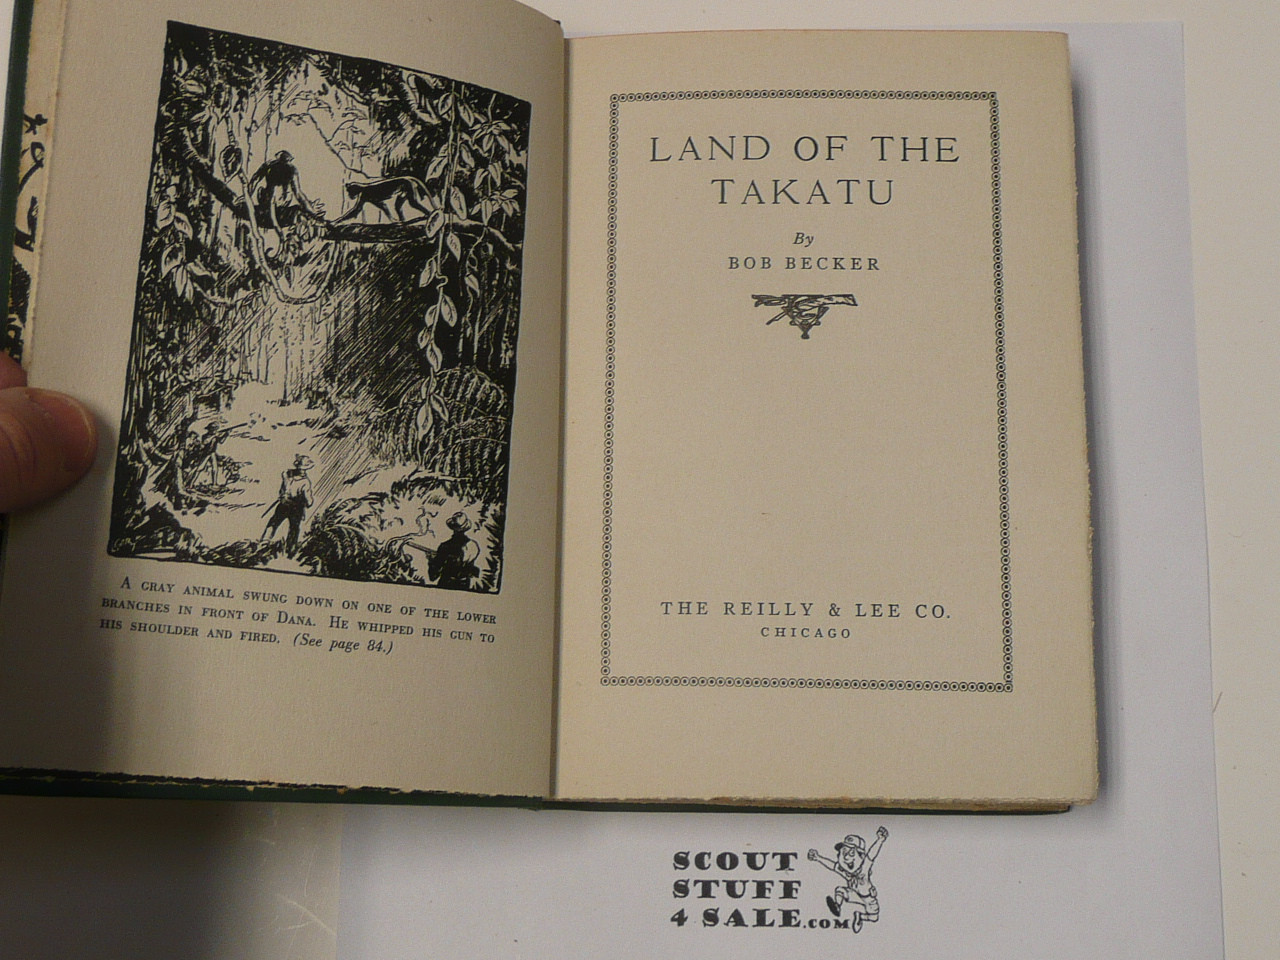 A GRAY ANIMAL SWUNG DOWN ON ONE OF THE LOWER
BRANCHES IN FRONT OF DANA. HE WHIPPED HIS GUN TO
HIS SHOULDER AND FIRED. (See page 84.)
LAND OF THE
TAKATU
By
BOB BECKER
THE REILLY & LEE CO.
CHICAGO
SCOUT
STUFF
4 SALE.COM